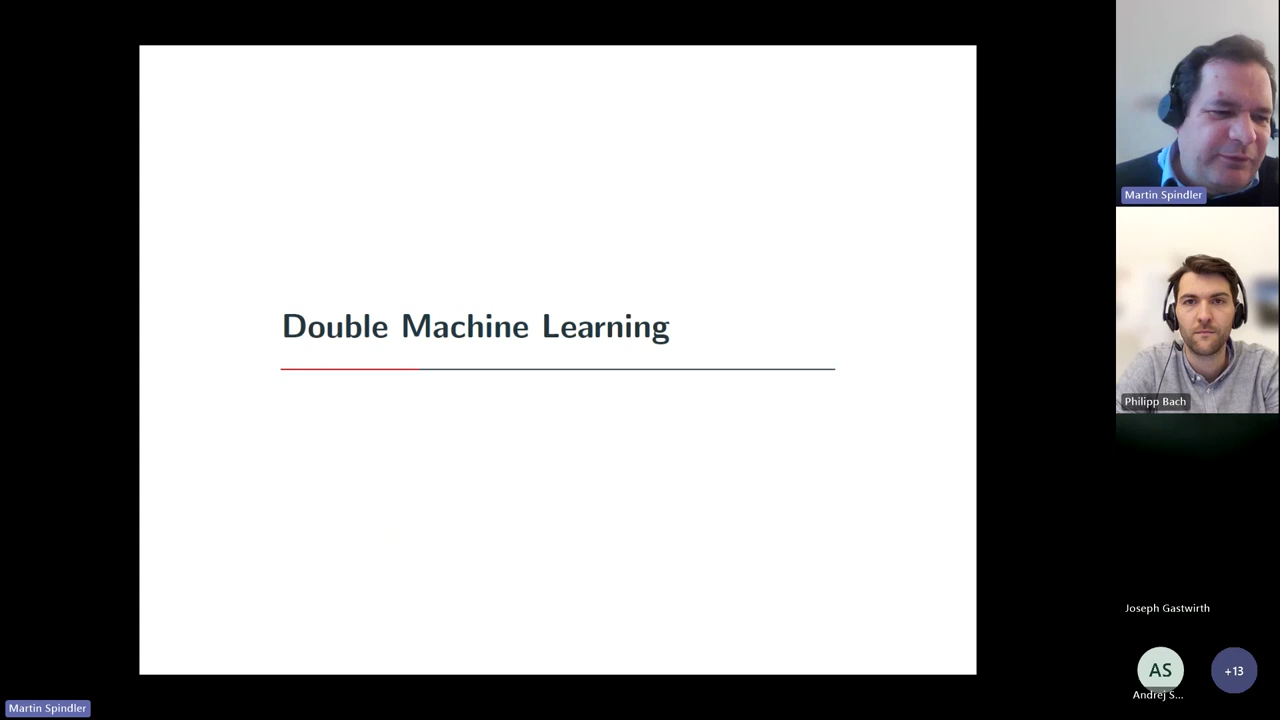 Double Machine Learning
Martin Spindler
Philipp Bach
Joseph Gastwirth
AS
+13
Andrej S...
Martin Spindler